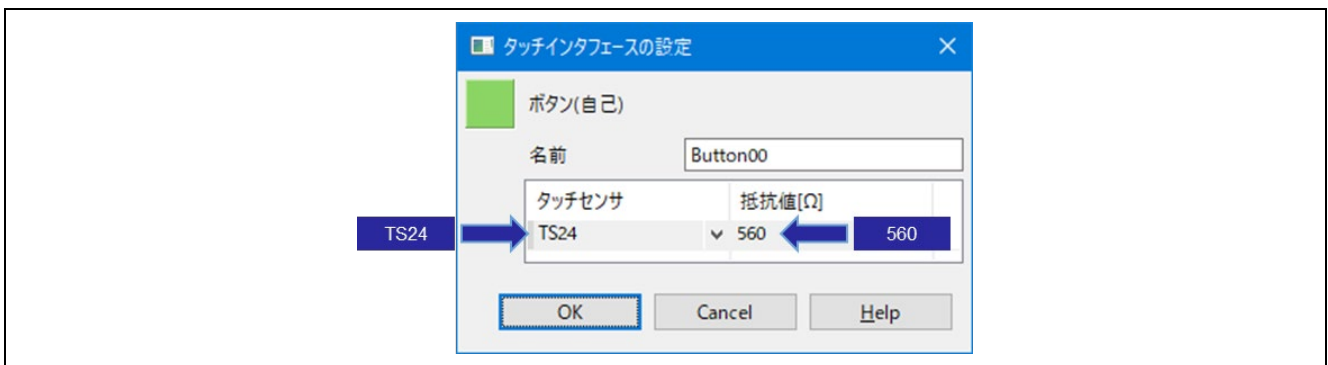 タッチインタフェースの設定
ボタン(自己)
名前 Button00
タッチセンサ 抵抗値[Ω]
TS24 TS24 560 560
OK Cancel Help